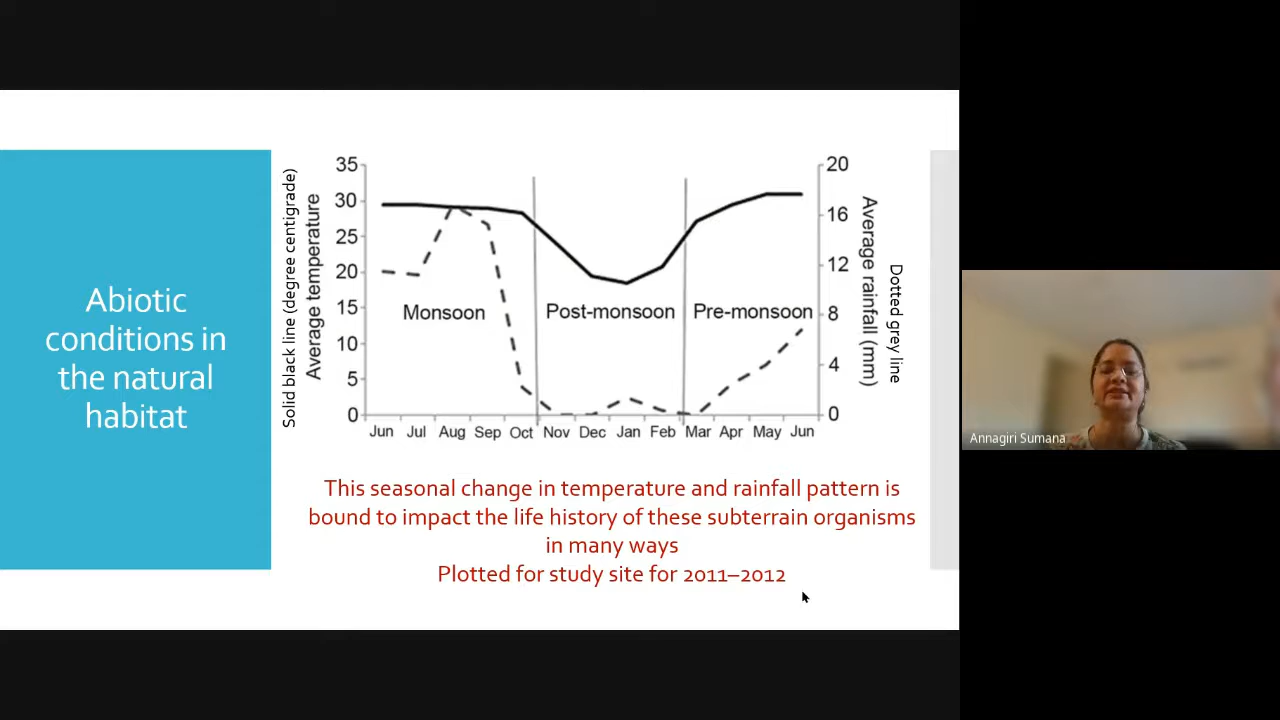 Abiotic
conditions in
the natural
habitat
Solid black line (degree centigrade)
Average temperature
35
30
25
20
15
10
5
0
Monsoon
Post-monsoon
Pre-monsoon
20
16
12
8
4
0
Average rainfall (mm)
Dotted grey line
Jun Jul Aug Sep Oct Nov Dec Jan Feb Mar Apr May Jun
This seasonal change in temperature and rainfall pattern is
bound to impact the life history of these subterrain organisms
in many ways
Plotted for study site for 2011–2012
Annagiri Sumana